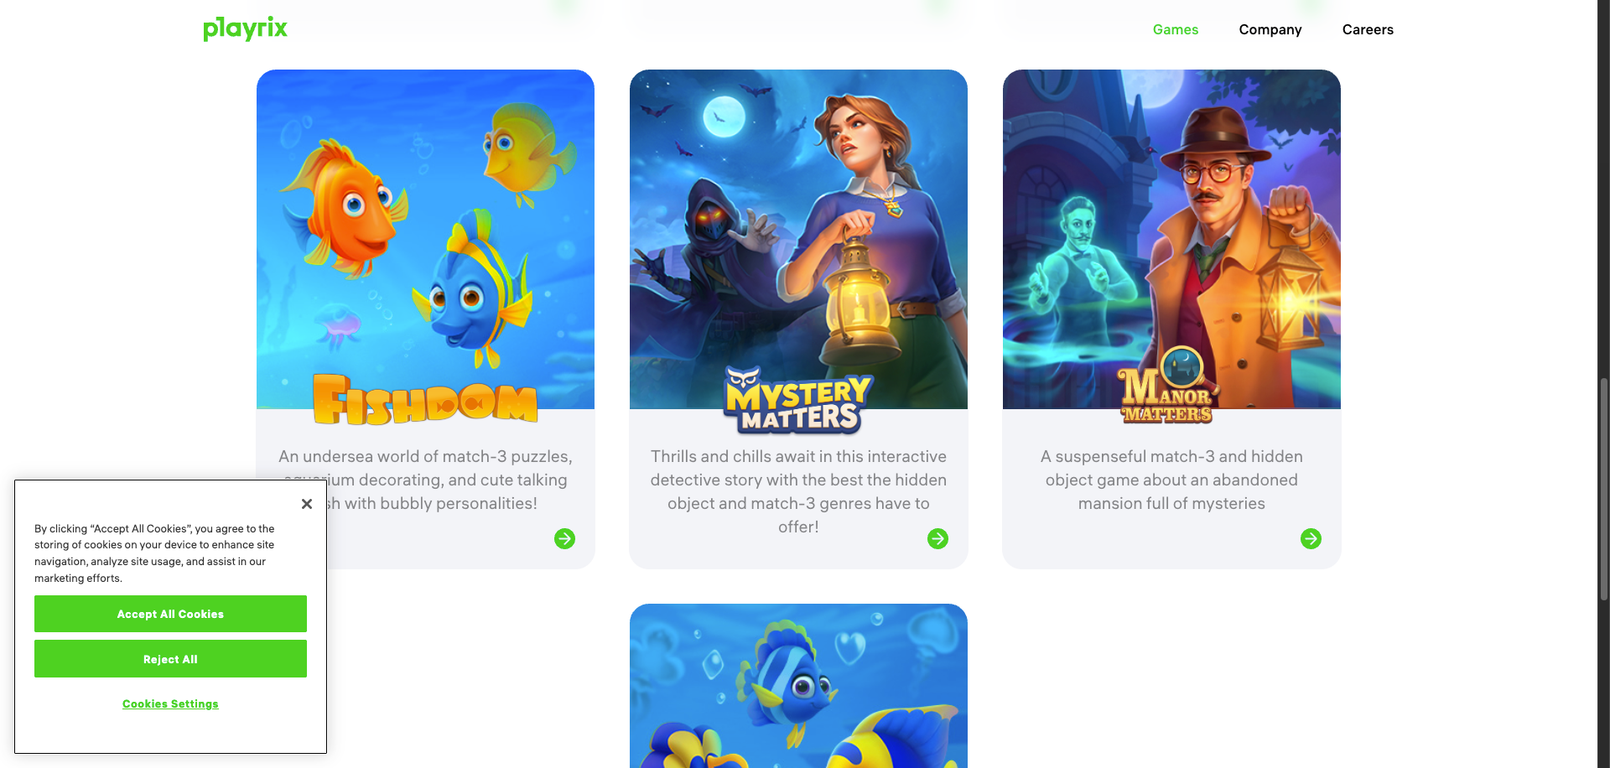 playrix
Games
Company
Careers
FISHDOM
An undersea world of match-3 puzzles,
aquarium decorating, and cute talking
sh with bubbly personalities!
MYSTERY
MATTERS
Thrills and chills await in this interactive
detective story with the best the hidden
object and match-3 genres have to
offer!
MANOR
MATTERS
A suspenseful match-3 and hidden
object game about an abandoned
mansion full of mysteries
By clicking “Accept All Cookies”, you agree to the
storing of cookies on your device to enhance site
navigation, analyze site usage, and assist in our
marketing efforts.
Accept All Cookies
Reject All
Cookies Settings